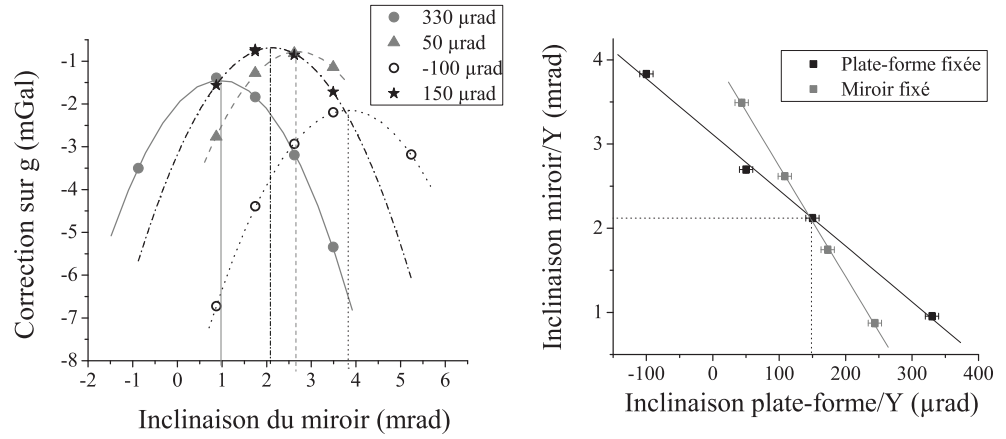 330 µrad
50 µrad
-100 µrad
150 µrad
-1
-2
-3
-4
-5
-6
-7
-8
Correction sur g (mGal)
-2 -1 0 1 2 3 4 5 6
Inclinaison du miroir (mrad)
Plate-forme fixée
Miroir fixé
4
3
2
1
Inclinaison miroir/Y (mrad)
-100 0 100 200 300 400
Inclinaison plate-forme/Y (µrad)